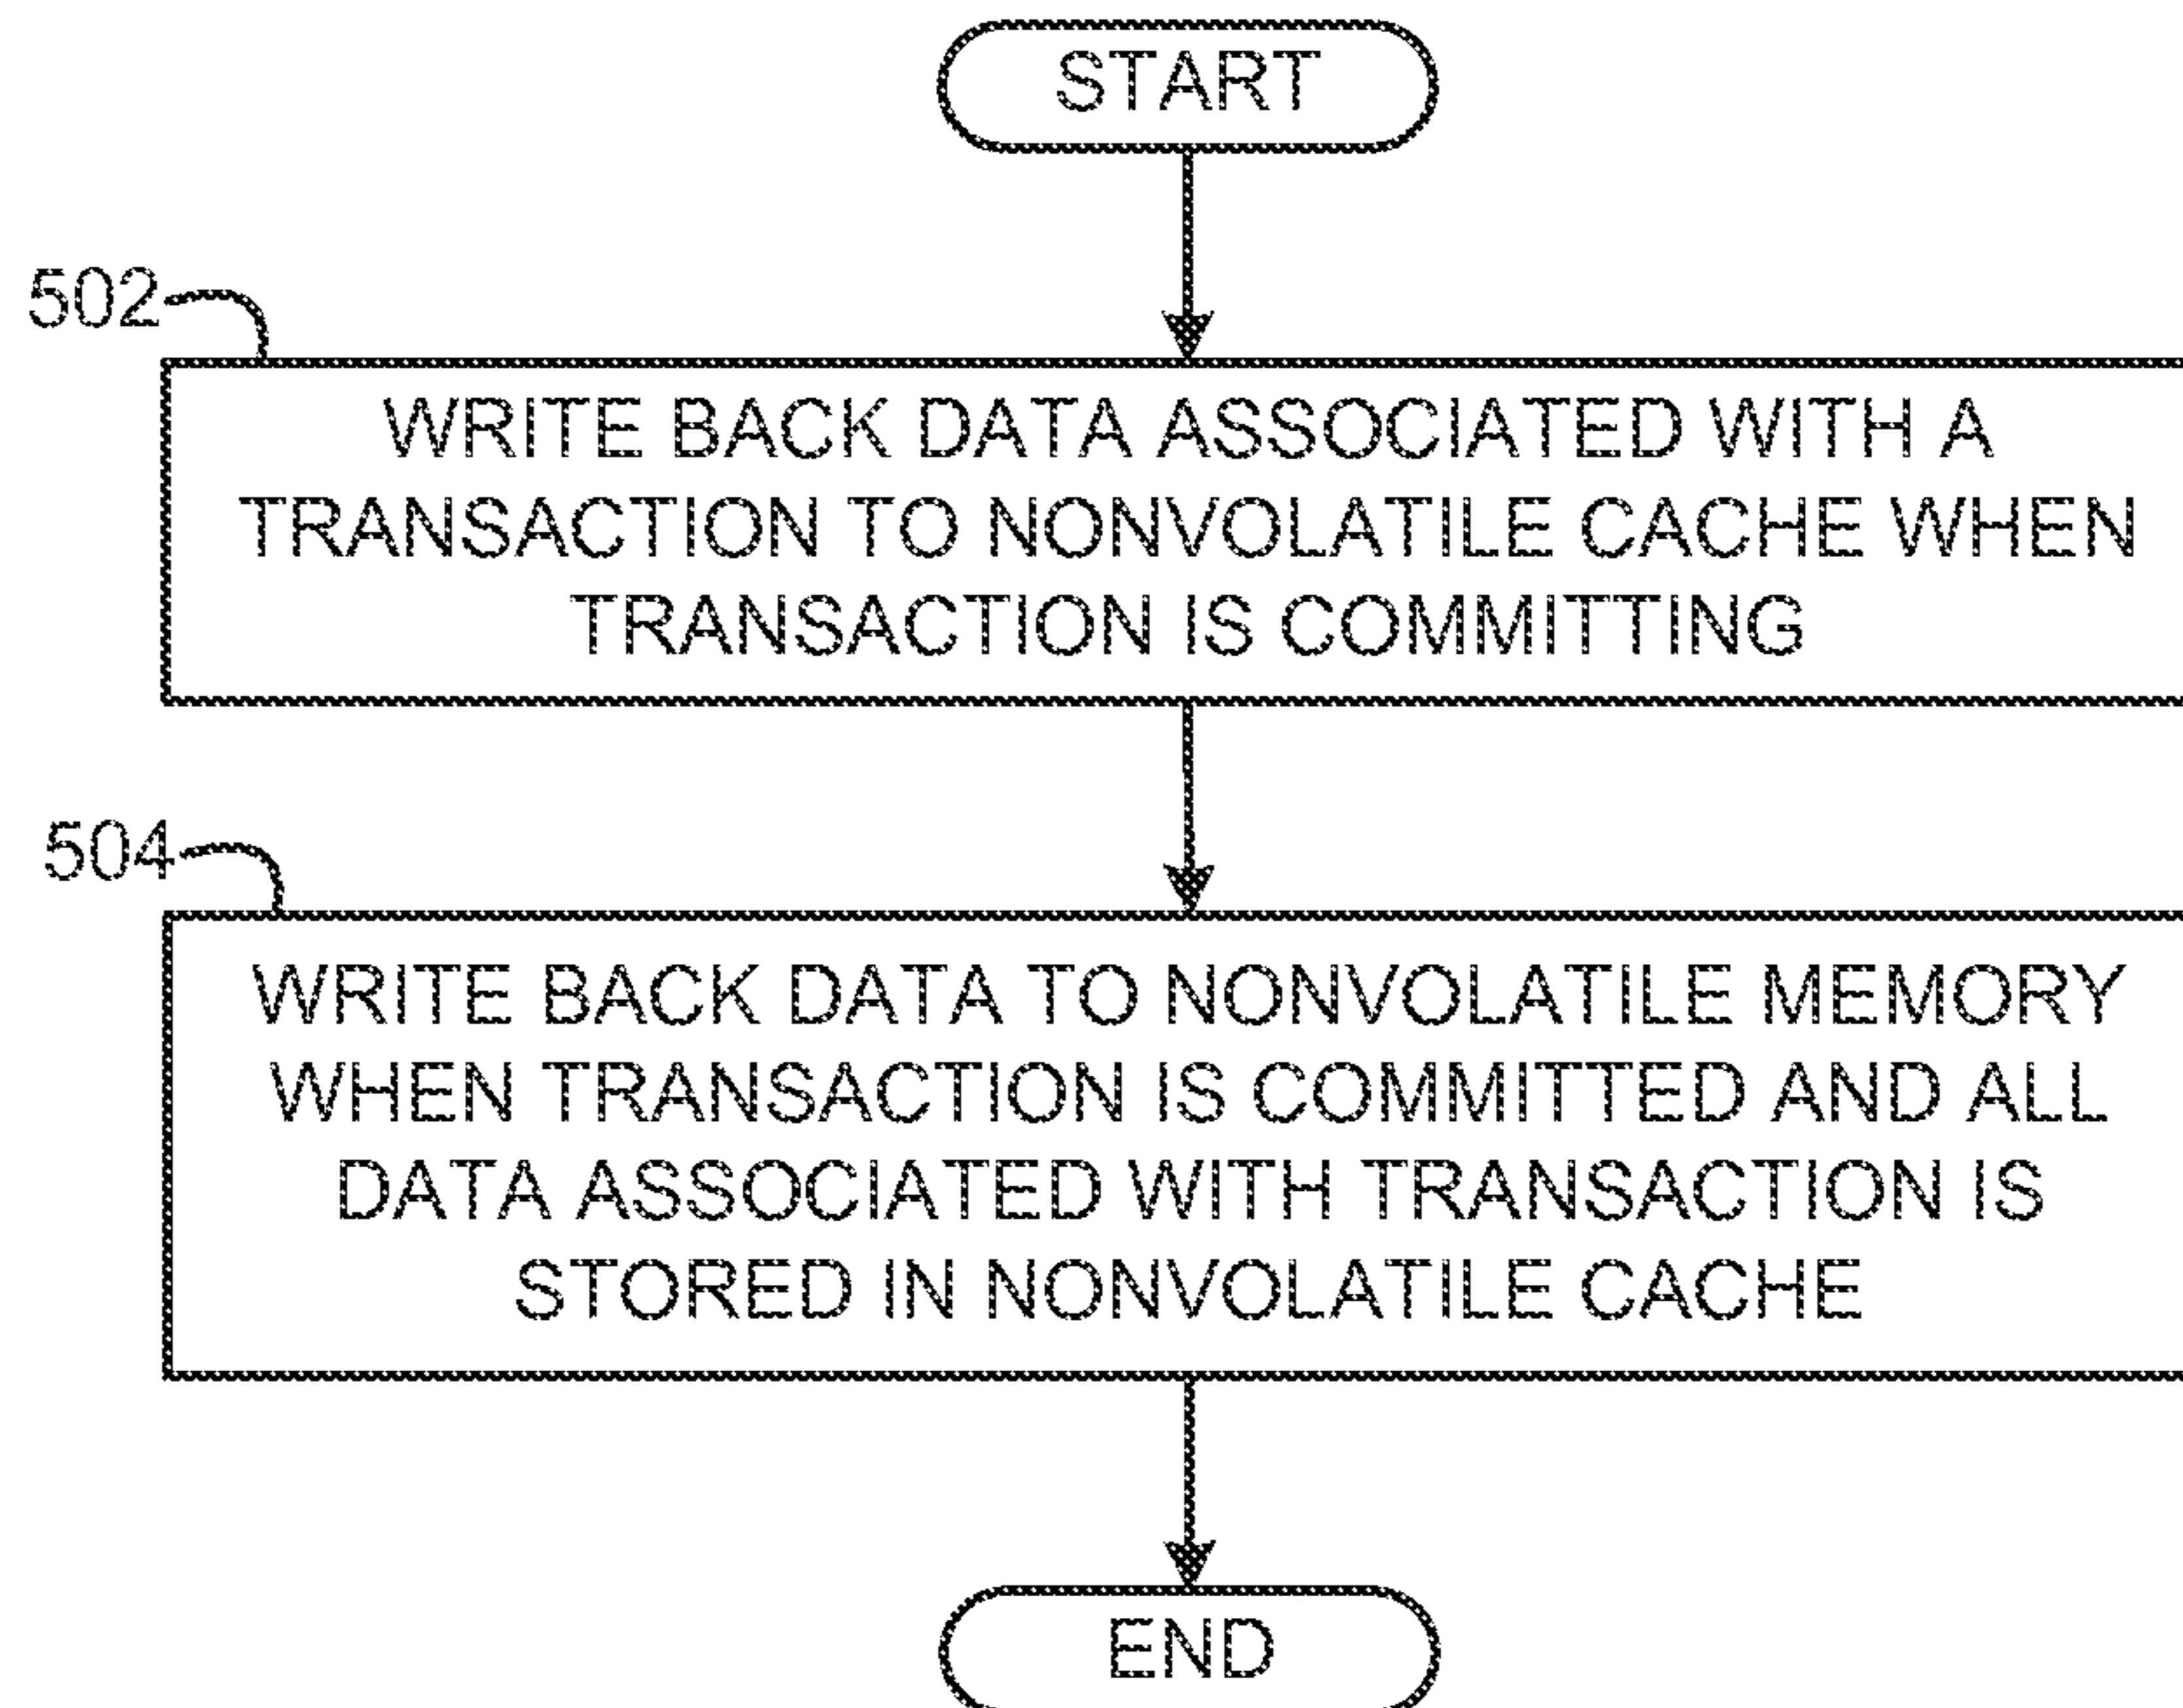 START
502
WRITE BACK DATA ASSOCIATED WITH A
TRANSACTION TO NONVOLATILE CACHE WHEN
TRANSACTION IS COMMITTING
504
WRITE BACK DATA TO NONVOLATILE MEMORY
WHEN TRANSACTION IS COMMITTED AND ALL
DATA ASSOCIATED WITH TRANSACTION IS
STORED IN NONVOLATILE CACHE
END